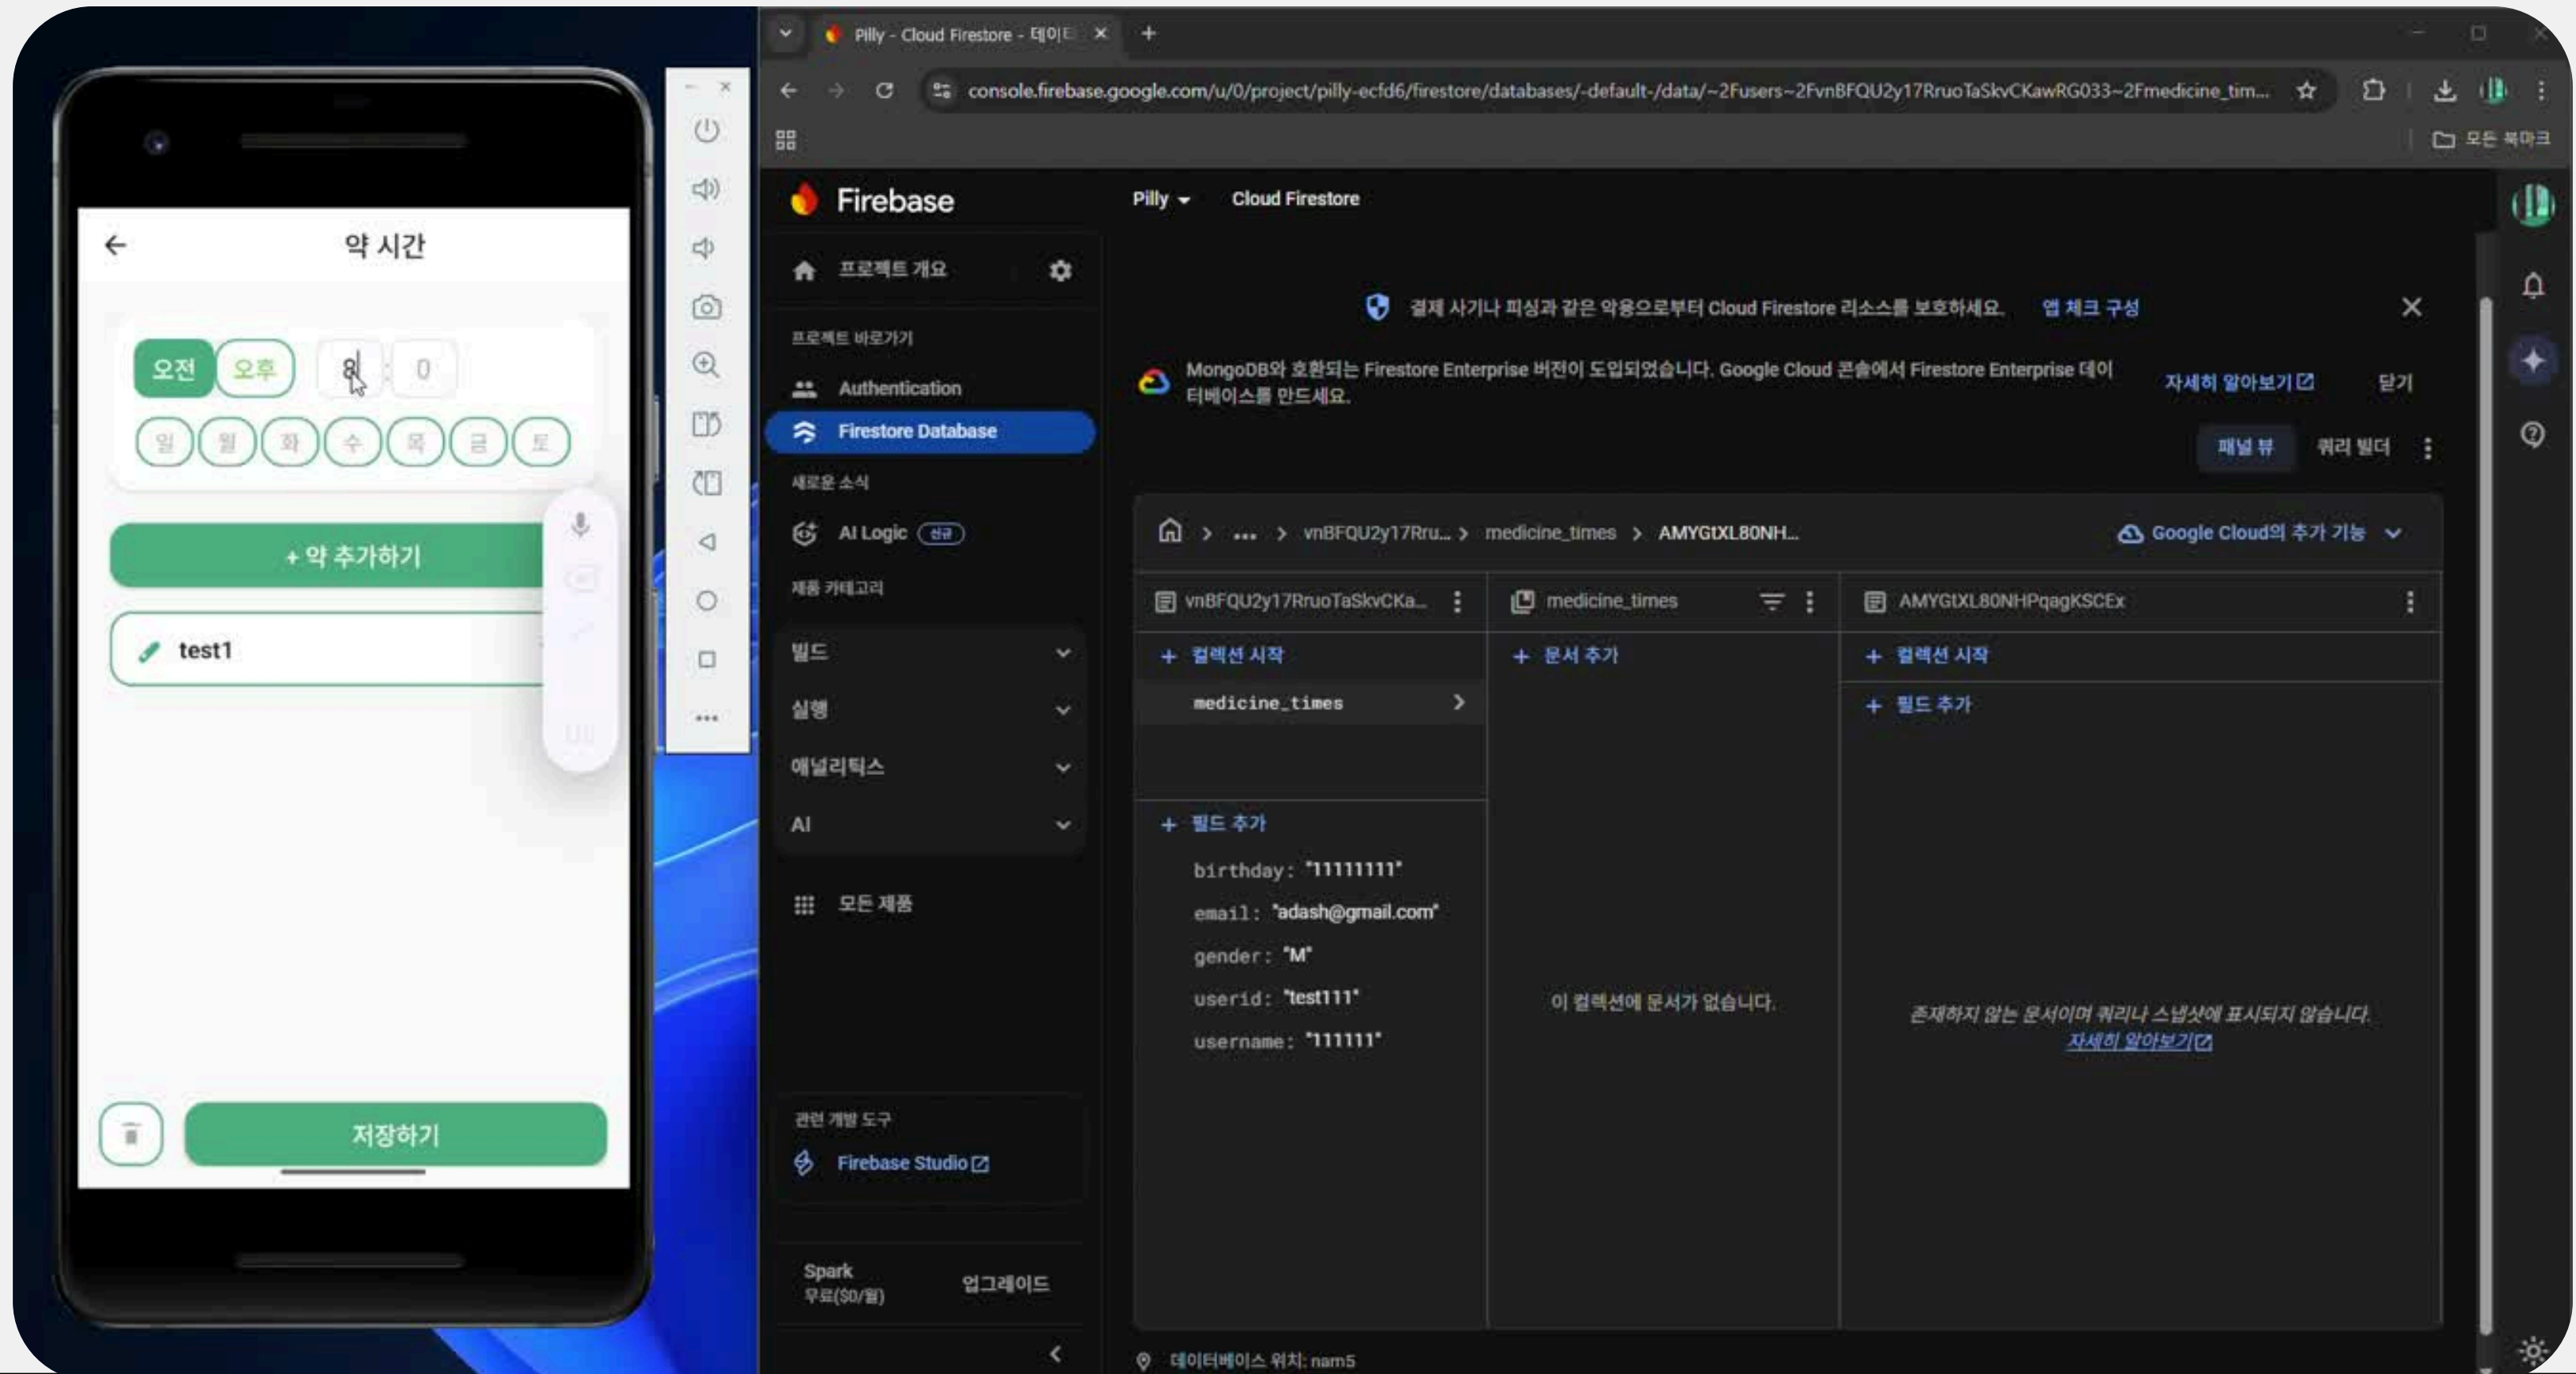 약 시간
오전 오후 8 : 0
일 월 화 수 목 금 토
+ 약 추가하기
test1
저장하기
Pilly - Cloud Firestore - 데이터
console.firebase.google.com/u/0/project/pilly-ecfd6/firestore/databases/-default-/data/~2Fusers~2FvnBFQU2y17RruoTaSkvCKawRG033~2Fmedicine_tim...
모든 북마크
Firebase
프로젝트 개요
프로젝트 바로가기
Authentication
Firestore Database
새로운 소식
AI Logic 신규
제품 카테고리
빌드
실행
애널리틱스
AI
모든 제품
관련 개발 도구
Firebase Studio
Spark
무료($0/월)
업그레이드
Pilly Cloud Firestore
결제 사기나 피싱과 같은 악용으로부터 Cloud Firestore 리소스를 보호하세요. 앱 체크 구성
MongoDB와 호환되는 Firestore Enterprise 버전이 도입되었습니다. Google Cloud 콘솔에서 Firestore Enterprise 데이
터베이스를 만드세요.
자세히 알아보기 닫기
패널 뷰 쿼리 빌더
... > vnBFQU2y17Rru... > medicine_times > AMYGtXL80NH...
Google Cloud의 추가 기능
vnBFQU2y17RruoTaSkvCKa...
+ 컬렉션 시작
medicine_times
+ 필드 추가
birthday: "11111111"
email: "adash@gmail.com"
gender: "M"
userid: "test111"
username: "111111"
medicine_times
+ 문서 추가
이 컬렉션에 문서가 없습니다.
AMYGtXL80NHPqagKSCEx
+ 컬렉션 시작
+ 필드 추가
존재하지 않는 문서이며 쿼리나 스냅샷에 표시되지 않습니다.
자세히 알아보기
데이터베이스 위치: nam5